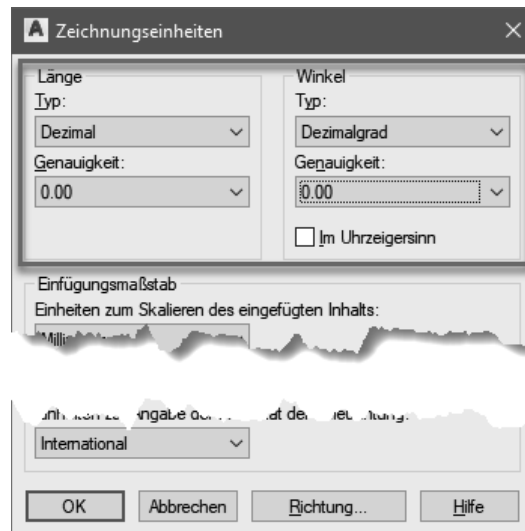 Zeichnungseinheiten
Länge
Typ:
Dezimal
Genauigkeit:
0.00
Winkel
Typ:
Dezimalgrad
Genauigkeit:
0.00
Im Uhrzeigersinn
Einfügungsmaßstab
Einheiten zum Skalieren des eingefügten Inhalts:
Angabe
International
OK Abbrechen Richtung... Hilfe